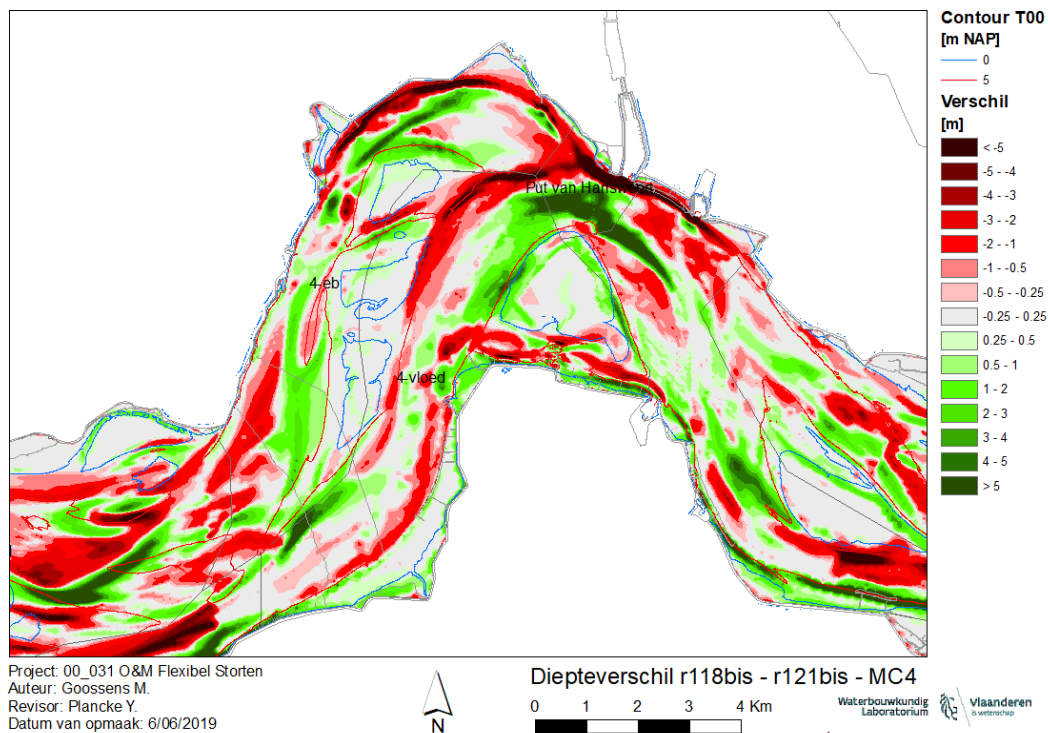 Contour T00
[m NAP]
0
5
Verschil
[m]
< -5
-5 - -4
-4 - -3
-3 - -2
-2 - -1
-1 - -0.5
-0.5 - -0.25
-0.25 - 0.25
0.25 - 0.5
0.5 - 1
1 - 2
2 - 3
3 - 4
4 - 5
> 5
Put van Hansweert
4-eb
4-vloed
Project: 00_031 O&M Flexibel Storten
Auteur: Goossens M.
Revisor: Plancke Y.
Datum van opmaak: 6/06/2019
N
Diepteverschil r118bis - r121bis - MC4
0 1 2 3 4 Km
Waterbouwkundig
Laboratorium
Vlaanderen
is wetenschap